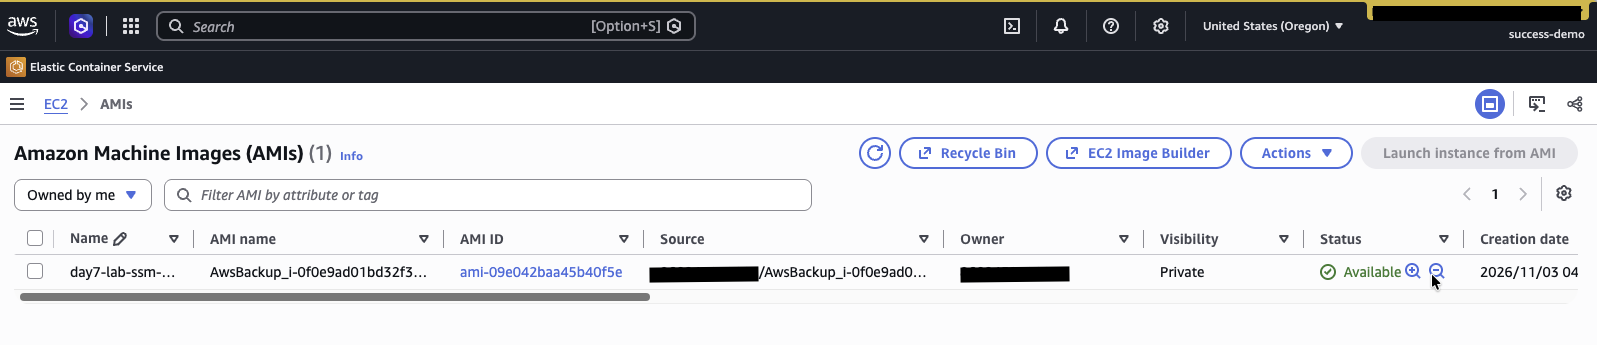 aws
Search [Option+S]
United States (Oregon)
success-demo
Elastic Container Service
EC2 AMIs
Amazon Machine Images (AMIs) (1) Info
Recycle Bin EC2 Image Builder Actions Launch instance from AMI
Owned by me Filter AMI by attribute or tag 1
Name AMI name AMI ID Source Owner Visibility Status Creation date
day7-lab-ssm-... AwsBackup_i-0f0e9ad01bd32f3... ami-09e042baa45b40f5e /AwsBackup_i-0f0e9ad0... Private Available 2026/11/03 04